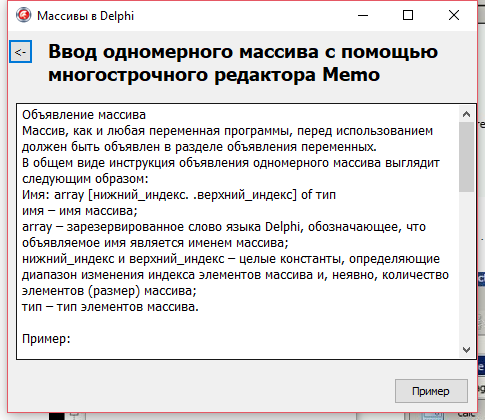 Массивы в Delphi
<-
Ввод одномерного массива с помощью
многострочного редактора Memo
Объявление массива
Массив, как и любая переменная программы, перед использованием
должен быть объявлен в разделе объявления переменных.
В общем виде инструкция объявления одномерного массива выглядит
следующим образом:
Имя: array [нижний_индекс. .верхний_индекс] of тип
имя – имя массива;
array – зарезервированное слово языка Delphi, обозначающее, что
объявляемое имя является именем массива;
нижний_индекс и верхний_индекс – целые константы, определяющие
диапазон изменения индекса элементов массива и, неявно, количество
элементов (размер) массива;
тип – тип элементов массива.
Пример:
Пример